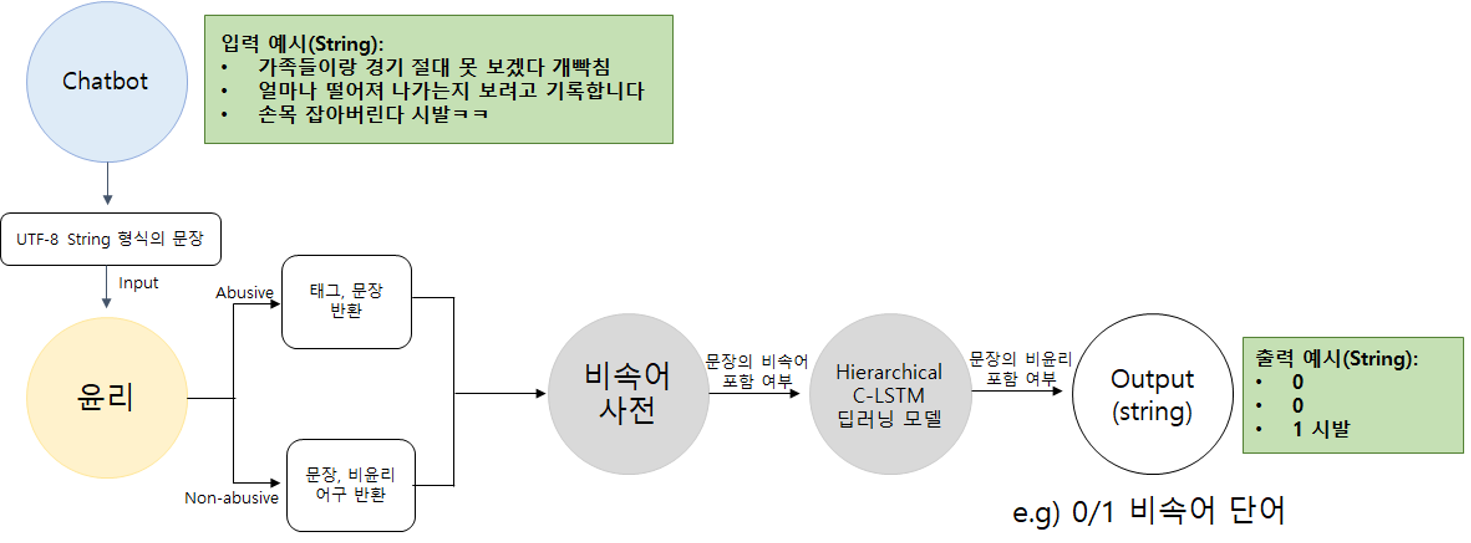 Chatbot
입력 예시(String):
• 가족들이랑 경기 절대 못 보겠다 개빡침
• 얼마나 떨어져 나가는지 보려고 기록합니다
• 손목 잡아버린다 시발ㅋㅋ
UTF-8 String 형식의 문장
Input
윤리
Abusive
태그, 문장
반환
Non-abusive
문장, 비윤리
어구 반환
비속어
사전
문장의 비속어
포함 여부
Hierarchical
C-LSTM
딥러닝 모델
문장의 비윤리
포함 여부
Output
(string)
출력 예시(String):
• 0
• 0
• 1 시발
e.g) 0/1 비속어 단어